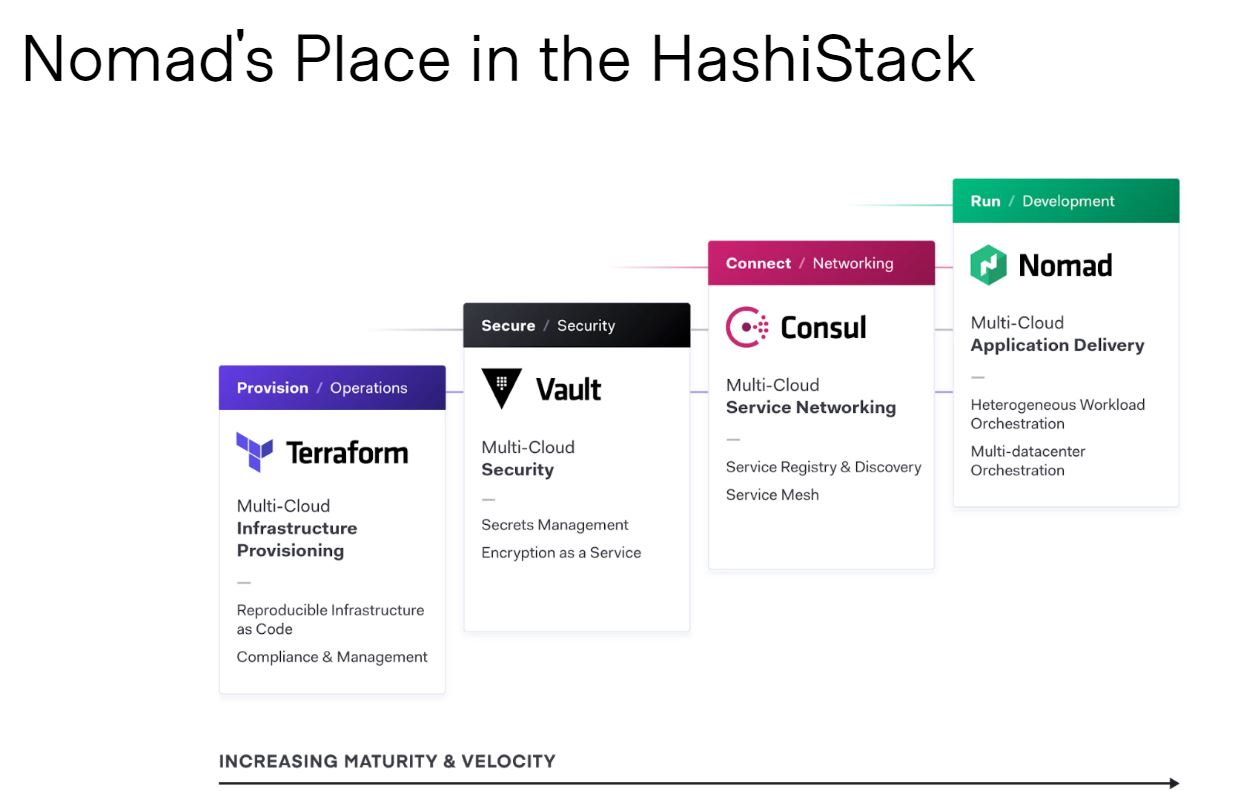 Nomad's Place in the HashiStack
Provision / Operations
Terraform
Multi-Cloud
Infrastructure
Provisioning
—
Reproducible Infrastructure
as Code
Compliance & Management
Secure / Security
Vault
Multi-Cloud
Security
—
Secrets Management
Encryption as a Service
Connect / Networking
Consul
Multi-Cloud
Service Networking
—
Service Registry & Discovery
Service Mesh
Run / Development
Nomad
Multi-Cloud
Application Delivery
—
Heterogeneous Workload
Orchestration
Multi-datacenter
Orchestration
INCREASING MATURITY & VELOCITY